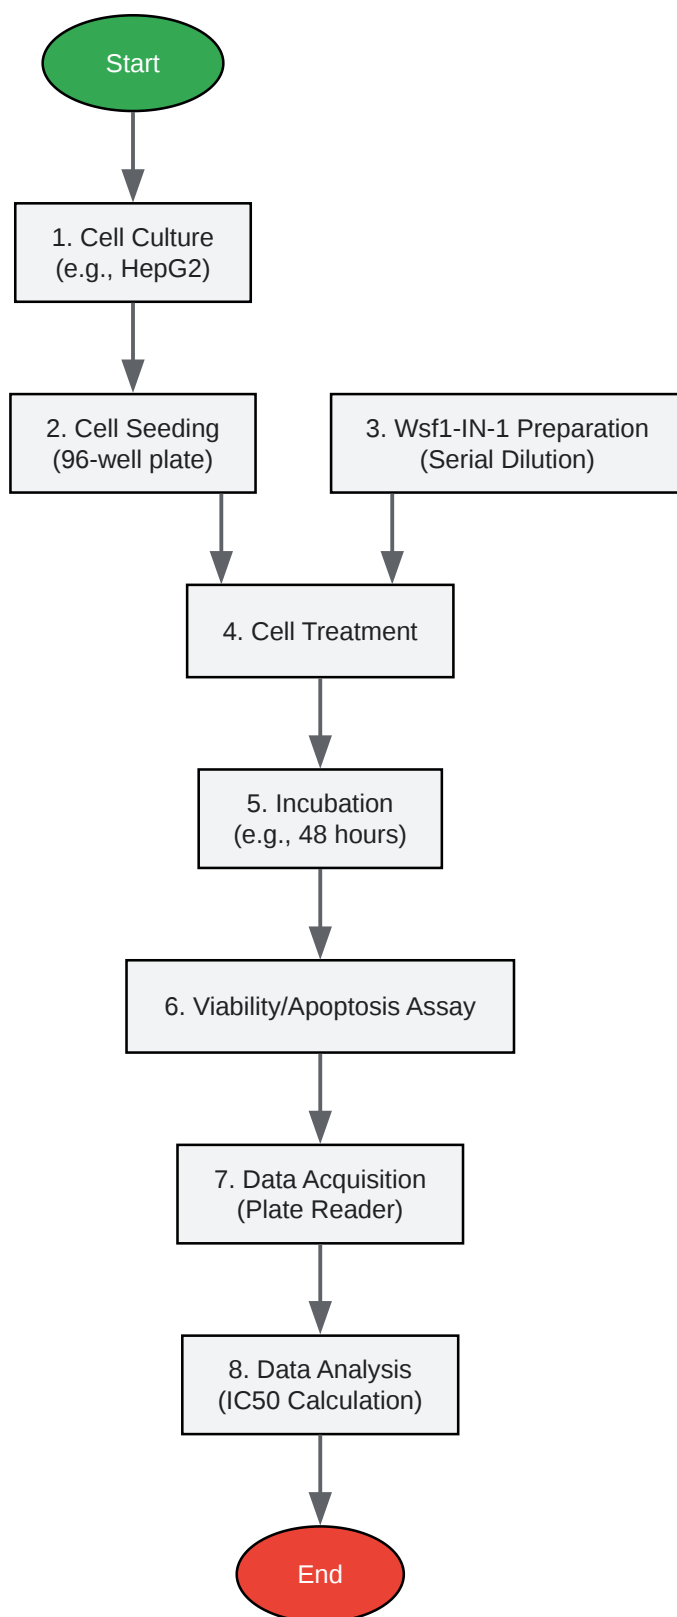 Start
1. Cell Culture
(e.g., HepG2)
2. Cell Seeding
(96-well plate)
3. Wsf1-IN-1 Preparation
(Serial Dilution)
4. Cell Treatment
5. Incubation
(e.g., 48 hours)
6. Viability/Apoptosis Assay
7. Data Acquisition
(Plate Reader)
8. Data Analysis
(IC50 Calculation)
End